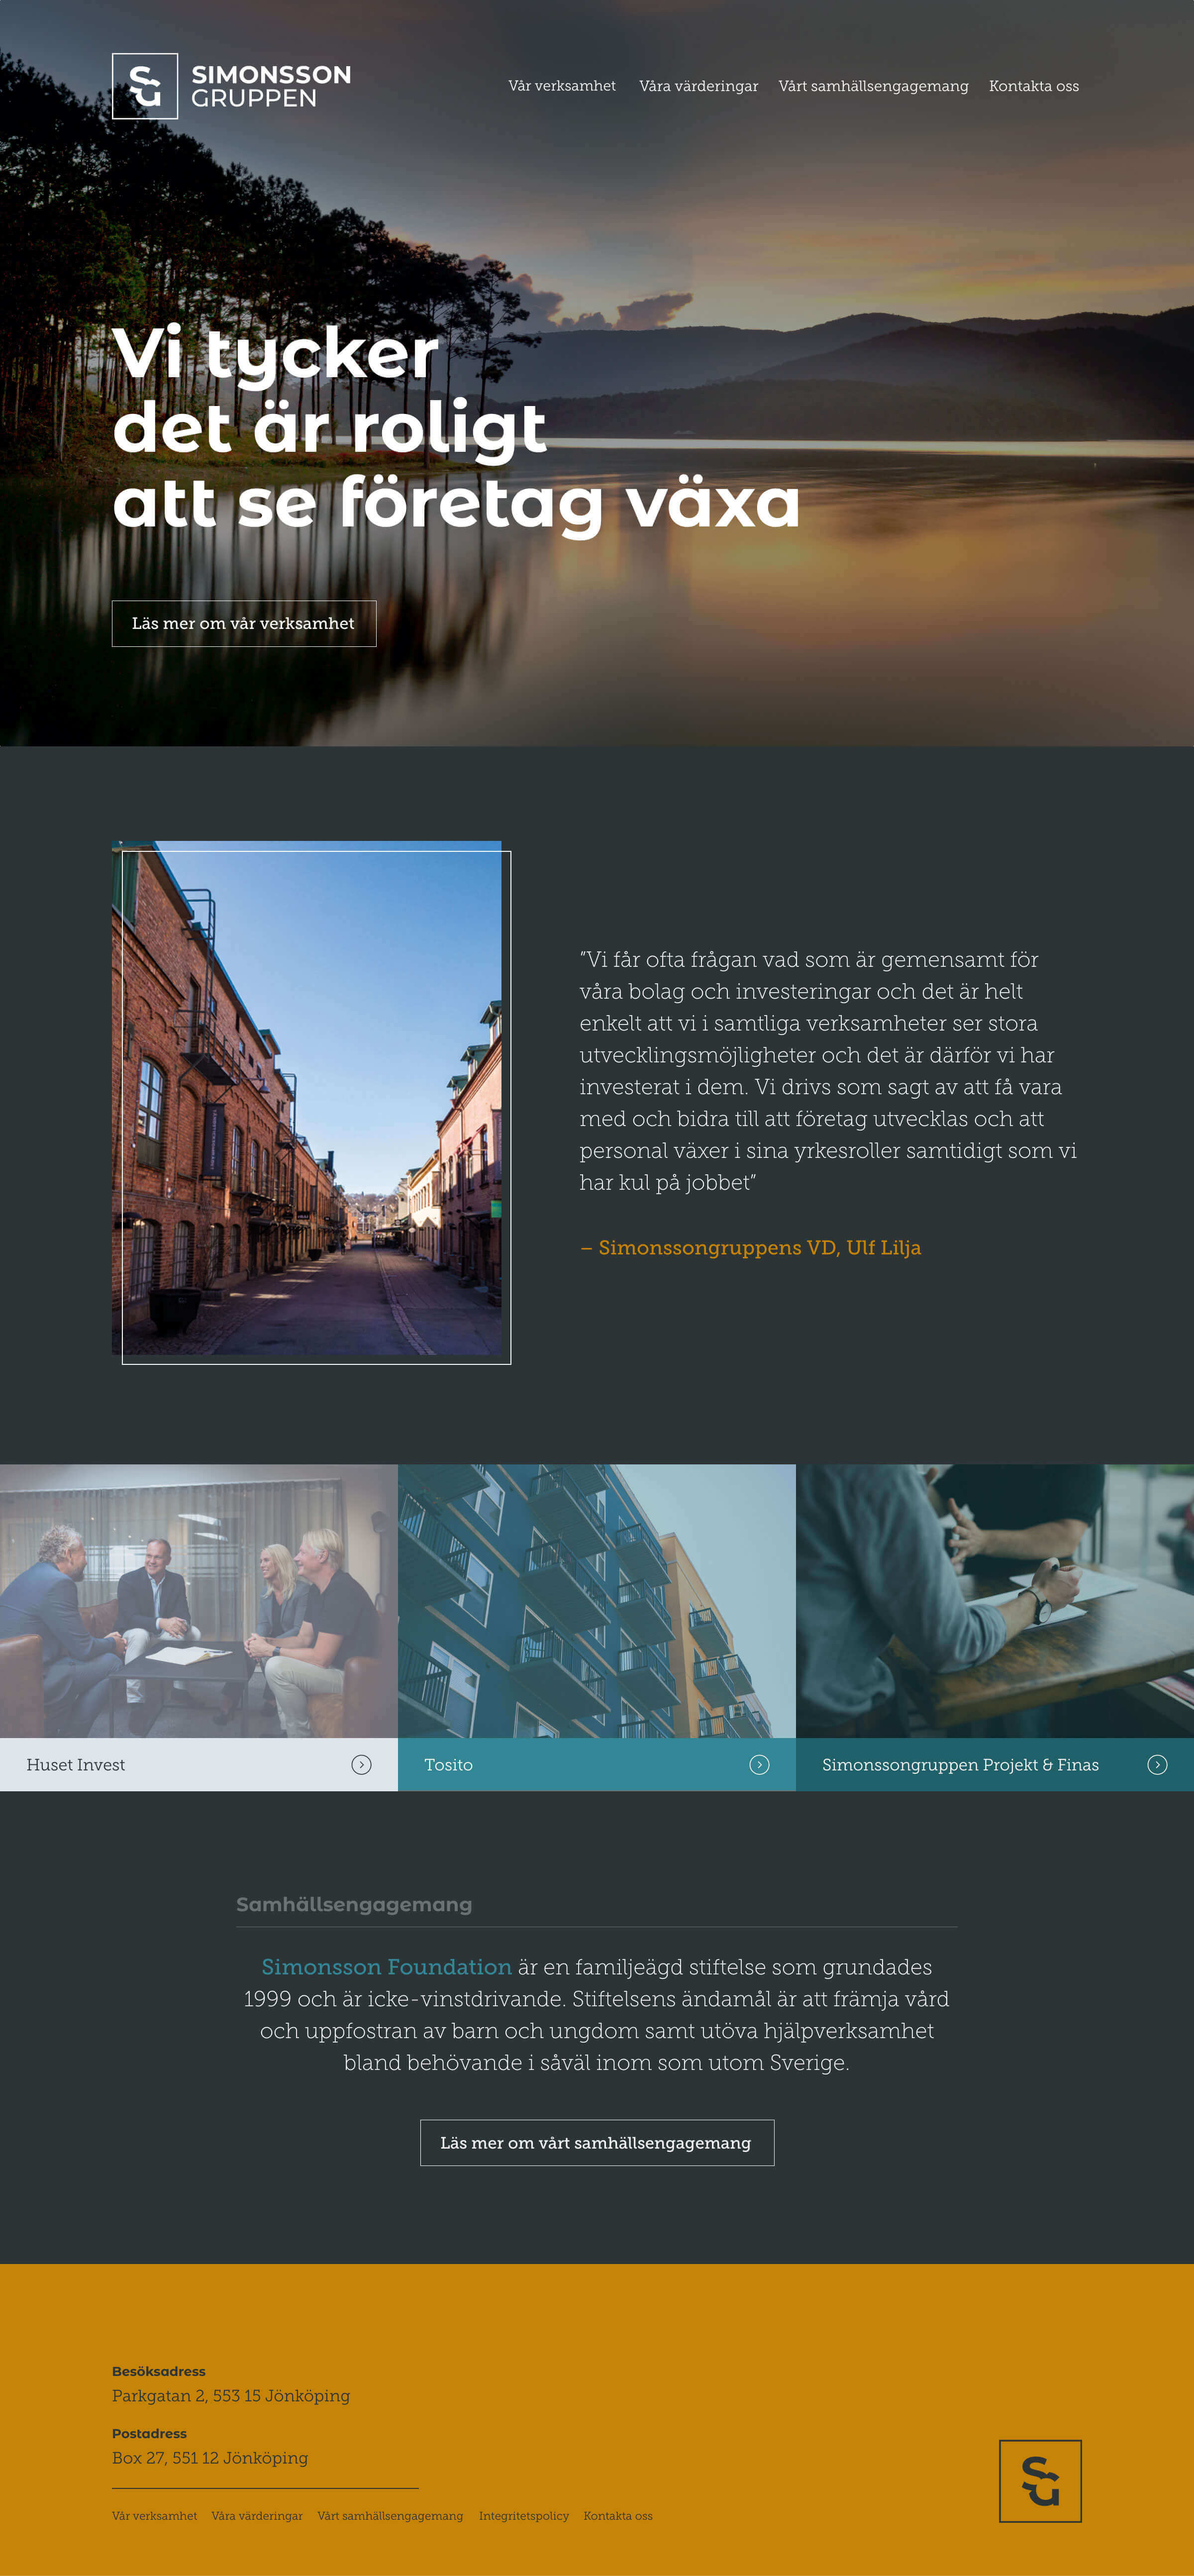 SIMONSSON
GRUPPEN
Vår verksamhet Våra värderingar Vårt samhällsengagemang Kontakta oss
Vi tycker
det är roligt
att se företag växa
Läs mer om vår verksamhet
”Vi får ofta frågan vad som är gemensamt för
våra bolag och investeringar och det är helt
enkelt att vi i samtliga verksamheter ser stora
utvecklingsmöjligheter och det är därför vi har
investerat i dem. Vi drivs som sagt av att få vara
med och bidra till att företag utvecklas och att
personal växer i sina yrkesroller samtidigt som vi
har kul på jobbet”
– Simonssongruppens VD, Ulf Lilja
Huset Invest
Tosito
Simonssongruppen Projekt & Finas
Samhällsengagemang
Simonsson Foundation är en familjeägd stiftelse som grundades
1999 och är icke-vinstdrivande. Stiftelsens ändamål är att främja vård
och uppfostran av barn och ungdom samt utöva hjälpverksamhet
bland behövande i såväl inom som utom Sverige.
Läs mer om vårt samhällsengagemang
Besöksadress
Parkgatan 2, 553 15 Jönköping
Postadress
Box 27, 551 12 Jönköping
Vår verksamhet Våra värderingar Vårt samhällsengagemang Integritetspolicy Kontakta oss
SG